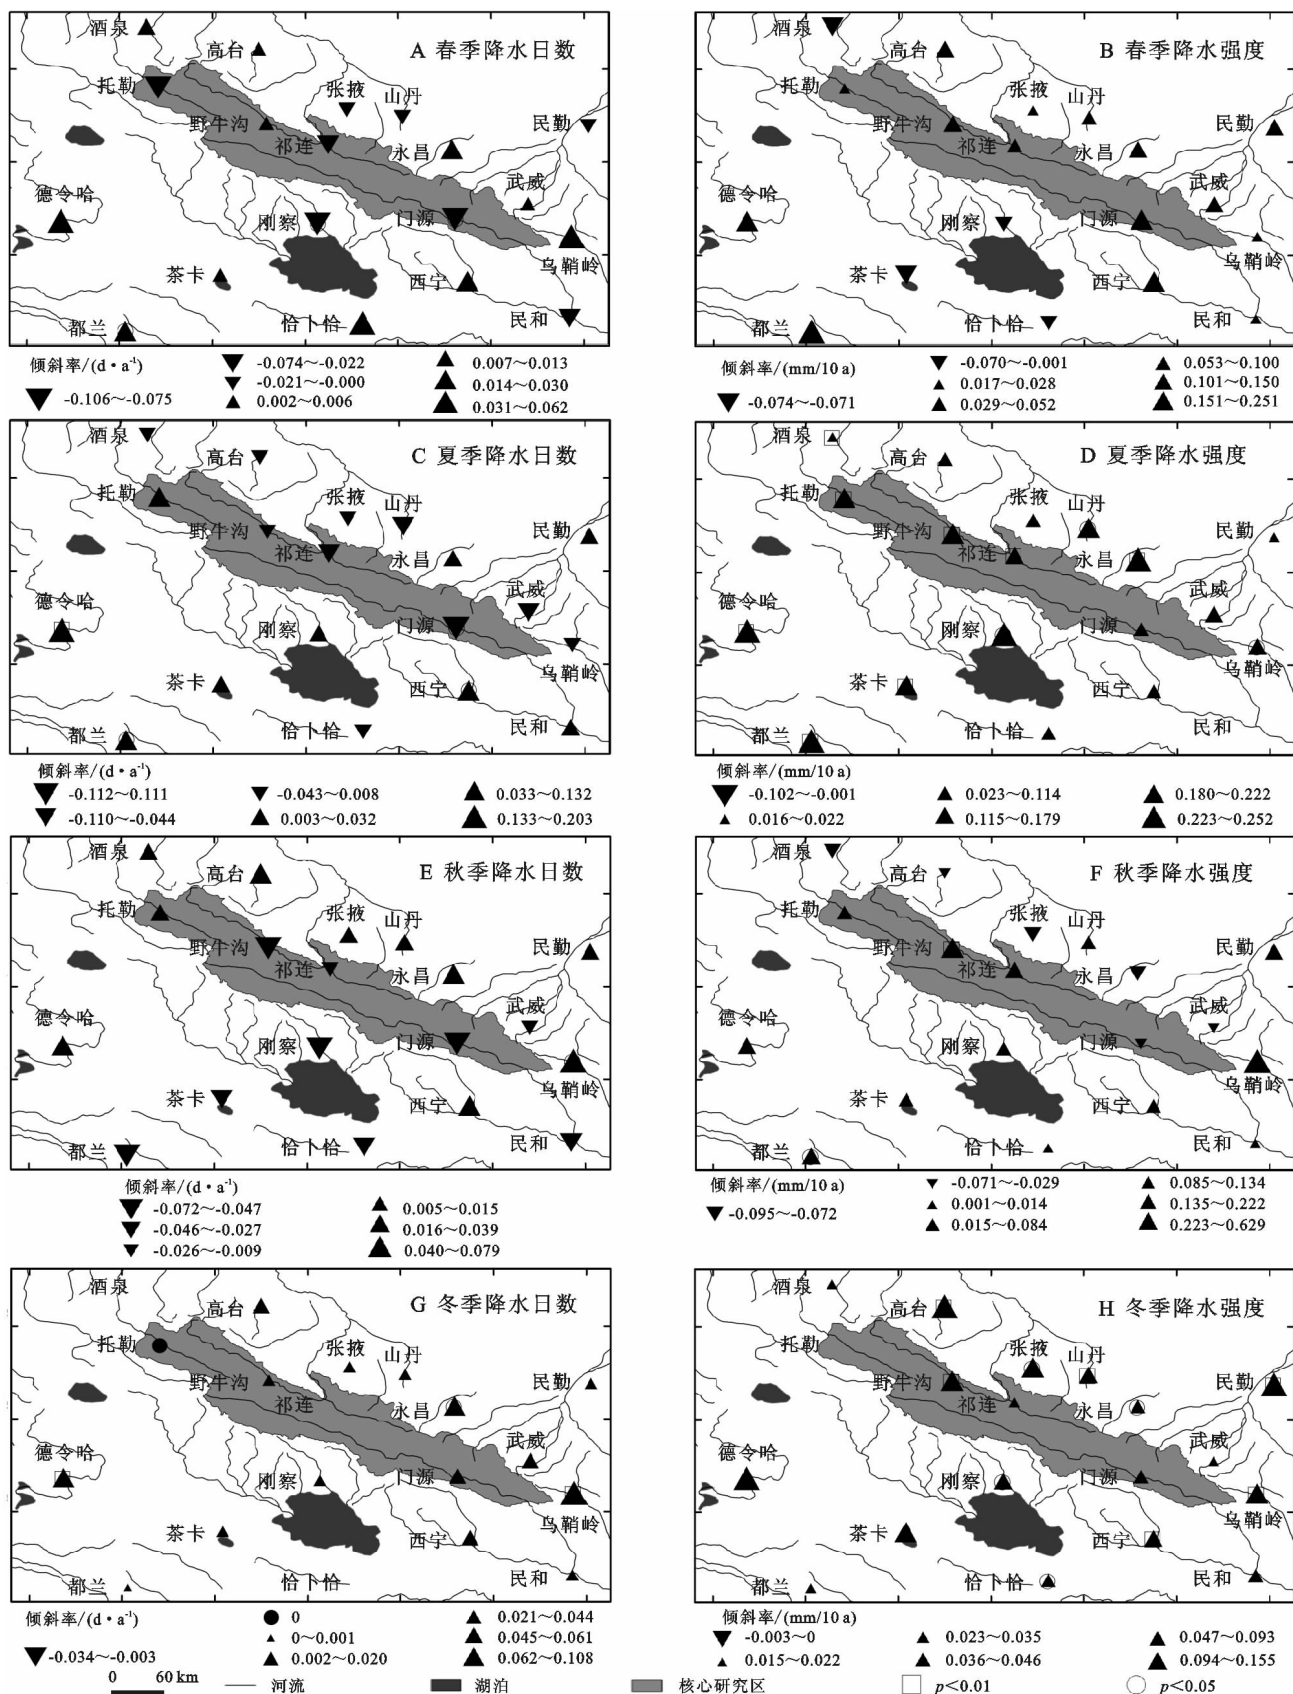 A 春季降水日数
酒泉
高台
托勒
张掖
山丹
野牛沟
祁连
永昌
民勤
德令哈
武威
刚察
门源
乌鞘岭
茶卡
西宁
都兰
恰卜恰
民和
倾斜率/(d·a⁻¹)
-0.106~-0.075
-0.074~-0.022
-0.021~-0.000
0.002~0.006
0.007~0.013
0.014~0.030
0.031~0.062
B 春季降水强度
酒泉
高台
托勒
张掖
山丹
野牛沟
祁连
永昌
民勤
德令哈
武威
刚察
门源
乌鞘岭
茶卡
西宁
都兰
恰卜恰
民和
倾斜率/(mm/10 a)
-0.074~-0.071
-0.070~-0.001
0.017~0.028
0.029~0.052
0.053~0.100
0.101~0.150
0.151~0.251
C 夏季降水日数
酒泉
高台
托勒
张掖
山丹
野牛沟
祁连
永昌
民勤
德令哈
武威
刚察
门源
乌鞘岭
茶卡
西宁
都兰
恰卜恰
民和
倾斜率/(d·a⁻¹)
-0.112~0.111
-0.110~-0.044
-0.043~0.008
0.003~0.032
0.033~0.132
0.133~0.203
D 夏季降水强度
酒泉
高台
托勒
张掖
山丹
野牛沟
祁连
永昌
民勤
德令哈
武威
刚察
门源
乌鞘岭
茶卡
西宁
都兰
恰卜恰
民和
倾斜率/(mm/10 a)
-0.102~-0.001
0.016~0.022
0.023~0.114
0.115~0.179
0.180~0.222
0.223~0.252
E 秋季降水日数
酒泉
高台
托勒
张掖
山丹
野牛沟
祁连
永昌
民勤
德令哈
武威
刚察
门源
乌鞘岭
茶卡
西宁
都兰
恰卜恰
民和
倾斜率/(d·a⁻¹)
-0.072~-0.047
-0.046~-0.027
-0.026~-0.009
0.005~0.015
0.016~0.039
0.040~0.079
F 秋季降水强度
酒泉
高台
托勒
张掖
山丹
野牛沟
祁连
永昌
民勤
德令哈
武威
刚察
门源
乌鞘岭
茶卡
西宁
都兰
恰卜恰
民和
倾斜率/(mm/10 a)
-0.095~-0.072
-0.071~-0.029
0.001~0.014
0.015~0.084
0.085~0.134
0.135~0.222
0.223~0.629
G 冬季降水日数
酒泉
高台
托勒
张掖
山丹
野牛沟
祁连
永昌
民勤
德令哈
武威
刚察
门源
乌鞘岭
茶卡
西宁
都兰
恰卜恰
民和
倾斜率/(d·a⁻¹)
-0.034~-0.003
0
0~0.001
0.002~0.020
0.021~0.044
0.045~0.061
0.062~0.108
H 冬季降水强度
酒泉
高台
托勒
张掖
山丹
野牛沟
祁连
永昌
民勤
德令哈
武威
刚察
门源
乌鞘岭
茶卡
西宁
都兰
恰卜恰
民和
倾斜率/(mm/10 a)
-0.003~0
0.015~0.022
0.023~0.035
0.036~0.046
0.047~0.093
0.094~0.155
0 60 km
河流
湖泊
核心研究区
p<0.01
p<0.05